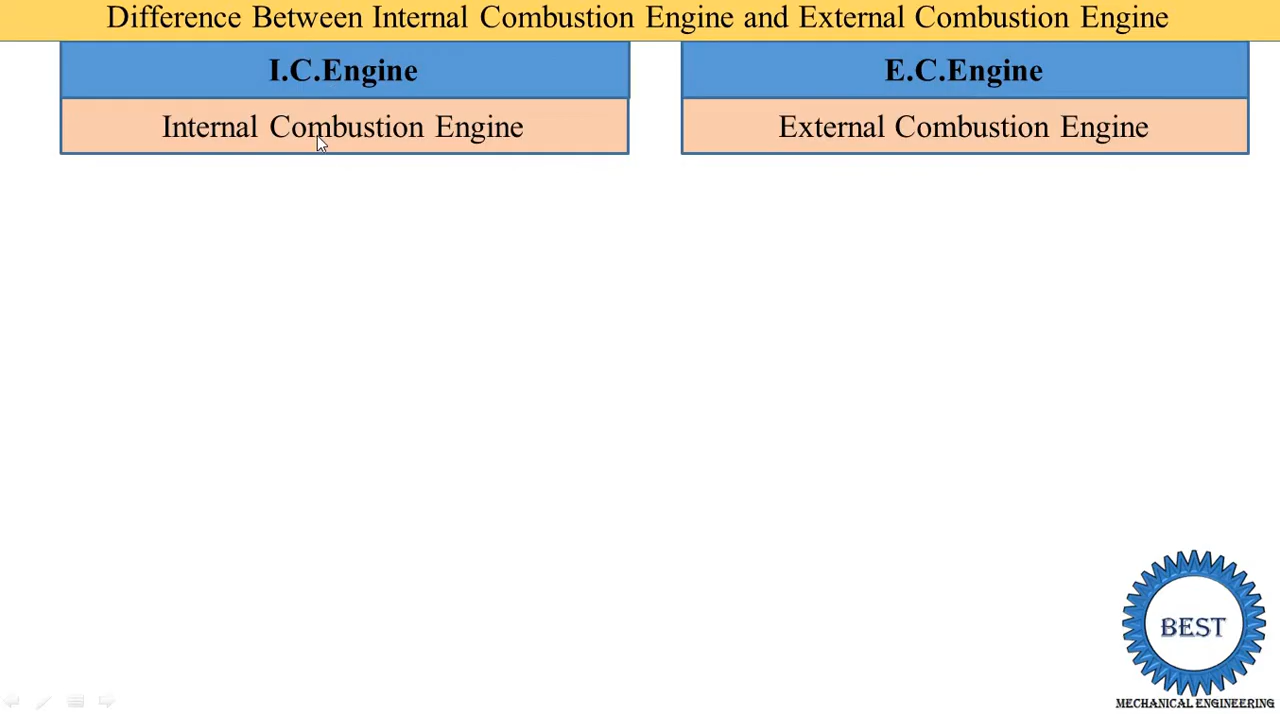 Difference Between Internal Combustion Engine and External Combustion Engine
I.C.Engine
E.C.Engine
Internal Combustion Engine
External Combustion Engine
BEST
MECHANICAL ENGINEERING